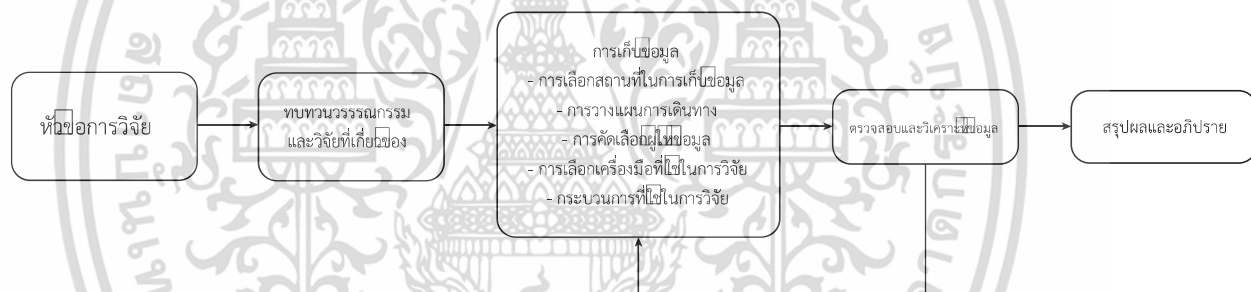 หัวข้อการวิจัย
ทบทวนวรรรณกรรม
และวิจัยที่เกี่ยวข้อง
การเก็บข้อมูล
- การเลือกสถานที่ในการเก็บข้อมูล
- การวางแผนการเดินทาง
- การคัดเลือกผู้ให้ข้อมูล
- การเลือกเครื่องมือที่ใช้ในการวิจัย
- กระบวนการที่ใช้ในการวิจัย
ตรวจสอบและวิเคราะห์ข้อมูล
สรุปผลและอภิปราย